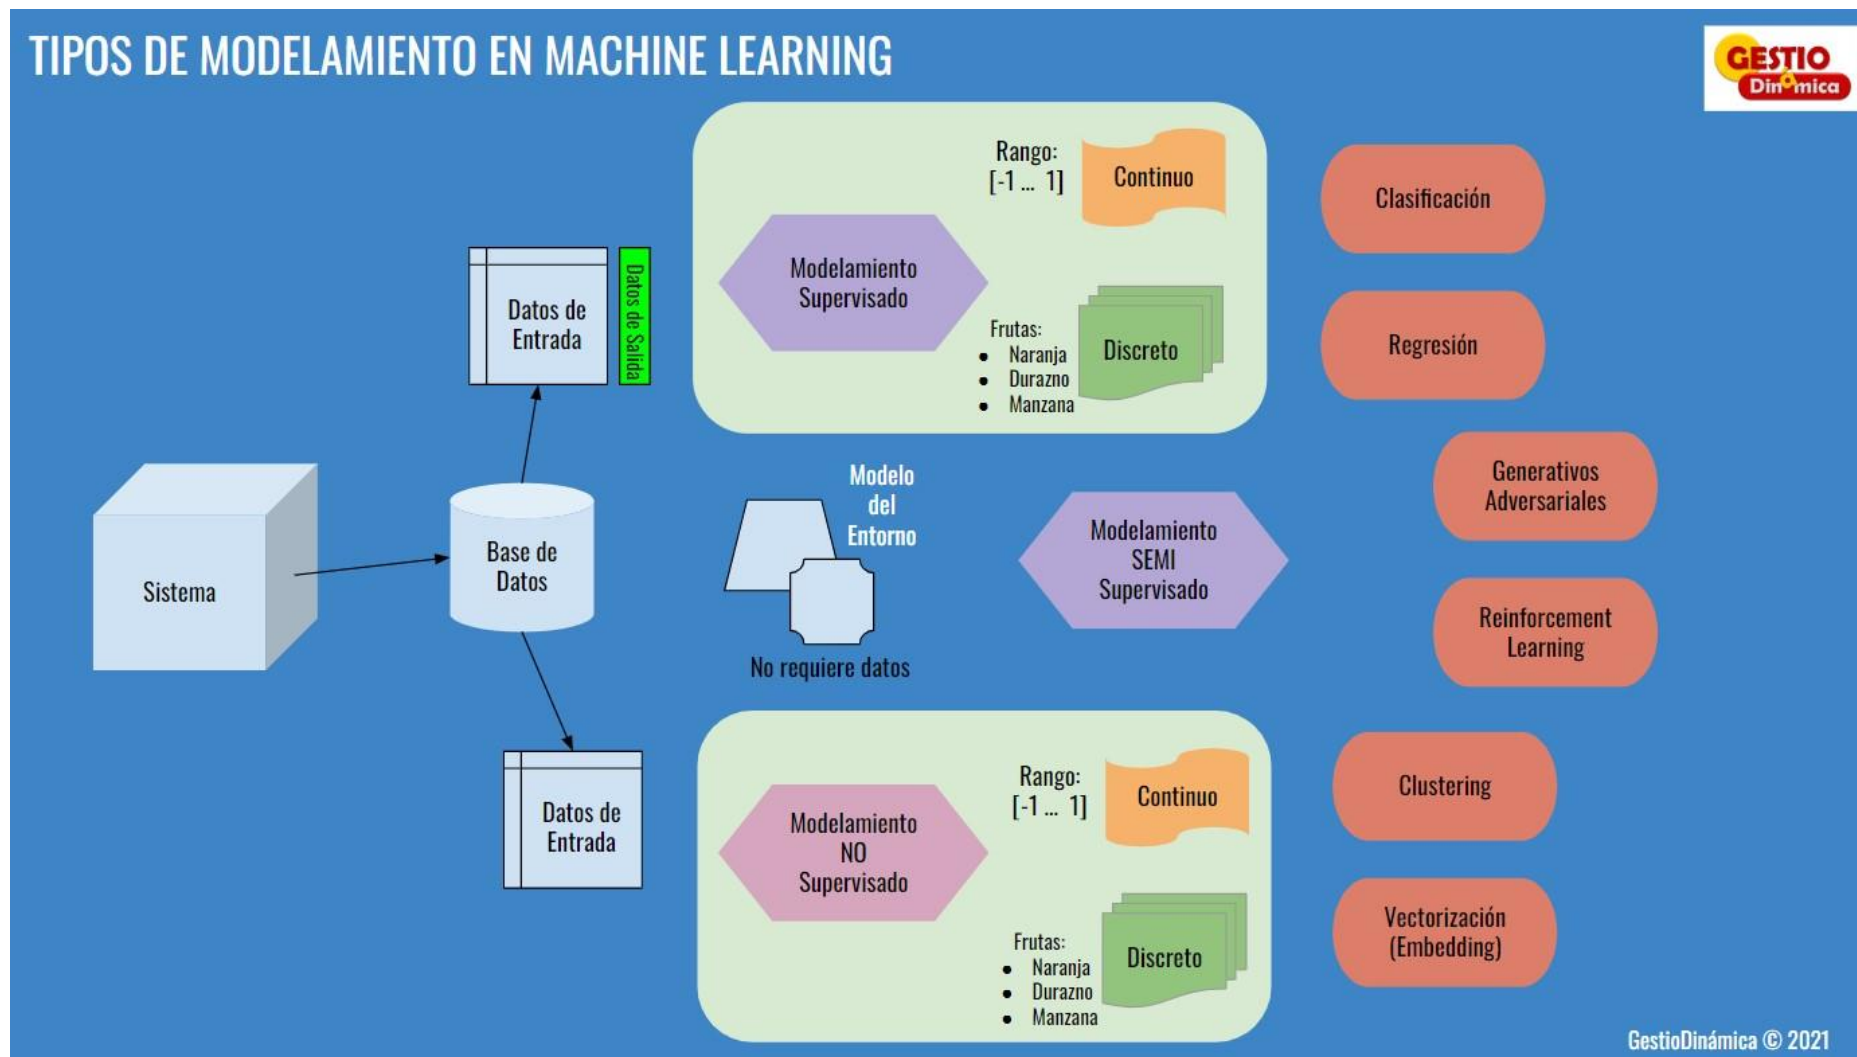 TIPOS DE MODELAMIENTO EN MACHINE LEARNING
GESTIO
Dinámica
Rango:
[-1 ... 1]
Continuo
Clasificación
Modelamiento
Supervisado
Datos de
Entrada
Datos de Salida
Frutas:
● Naranja
● Durazno
● Manzana
Discreto
Regresión
Sistema
Base de
Datos
Modelo
del
Entorno
No requiere datos
Modelamiento
SEMI
Supervisado
Generativos
Adversariales
Reinforcement
Learning
Datos de
Entrada
Modelamiento
NO
Supervisado
Rango:
[-1 ... 1]
Continuo
Clustering
Frutas:
● Naranja
● Durazno
● Manzana
Discreto
Vectorización
(Embedding)
GestioDinámica © 2021